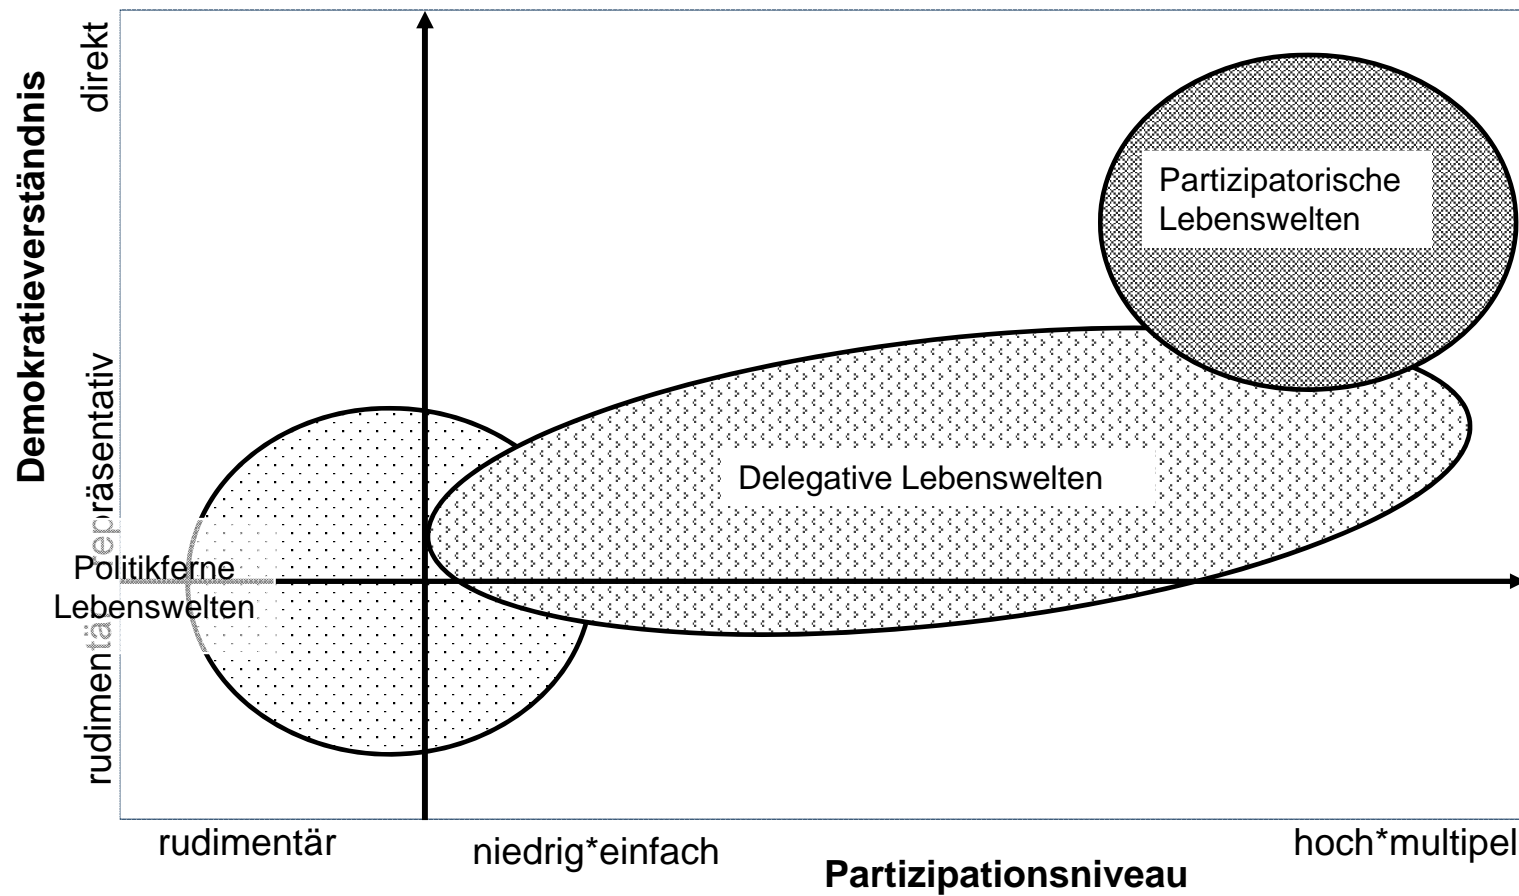 Demokratieverständnis
direkt
repräsentativ
rudimentär
Partizipatorische
Lebenswelten
Delegative Lebenswelten
Politikferne
Lebenswelten
rudimentär
niedrig*einfach
hoch*multipel
Partizipationsniveau